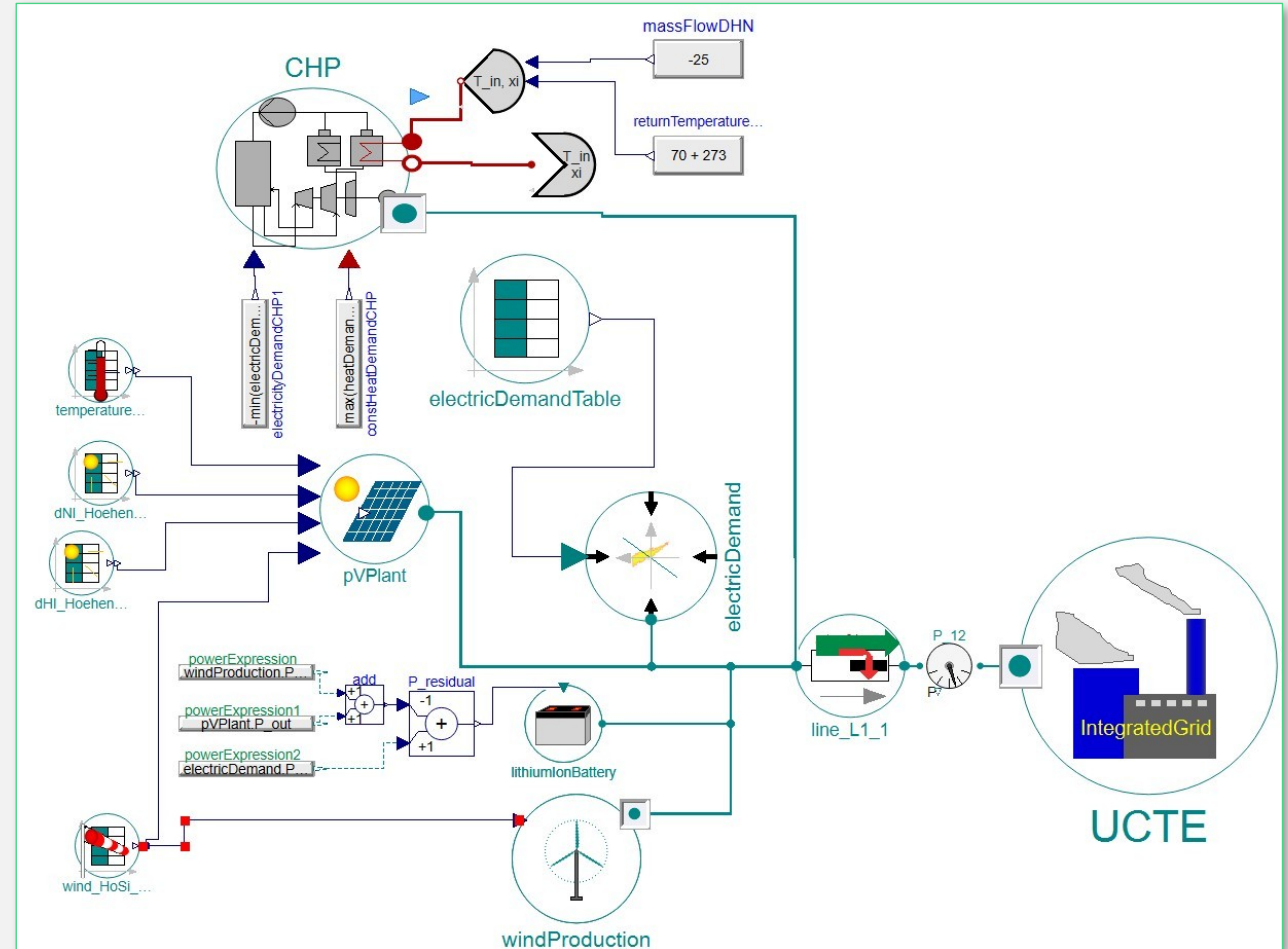 massFlowDHN
-25
CHP
T_in, xi
returnTemperature...
70 + 273
T_in
xi
-min(electricDem...
electricityDemandCHP1
max(heatDeman...
constHeatDemandCHP
electricDemandTable
temperature...
dNI_Hoehen...
dHI_Hoehen...
pVPlant
electricDemand
powerExpression
windProduction.P...
powerExpression1
pVPlant.P_out
powerExpression2
electricDemand.P...
add
+1
+
+1
P_residual
-1
+
+1
lithiumIonBattery
line_L1_1
P_12
P
IntegratedGrid
UCTE
wind_HoSi_...
windProduction